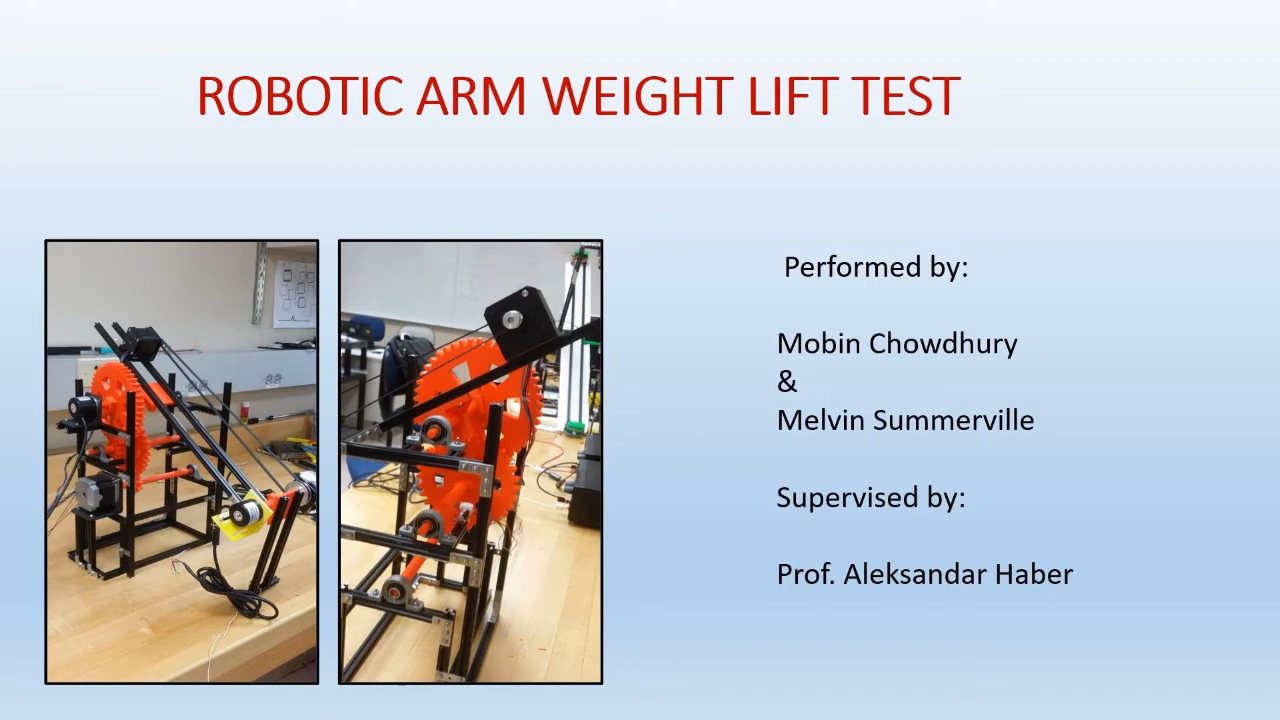 ROBOTIC ARM WEIGHT LIFT TEST
Performed by:
Mobin Chowdhury
&
Melvin Summerville
Supervised by:
Prof. Aleksandar Haber